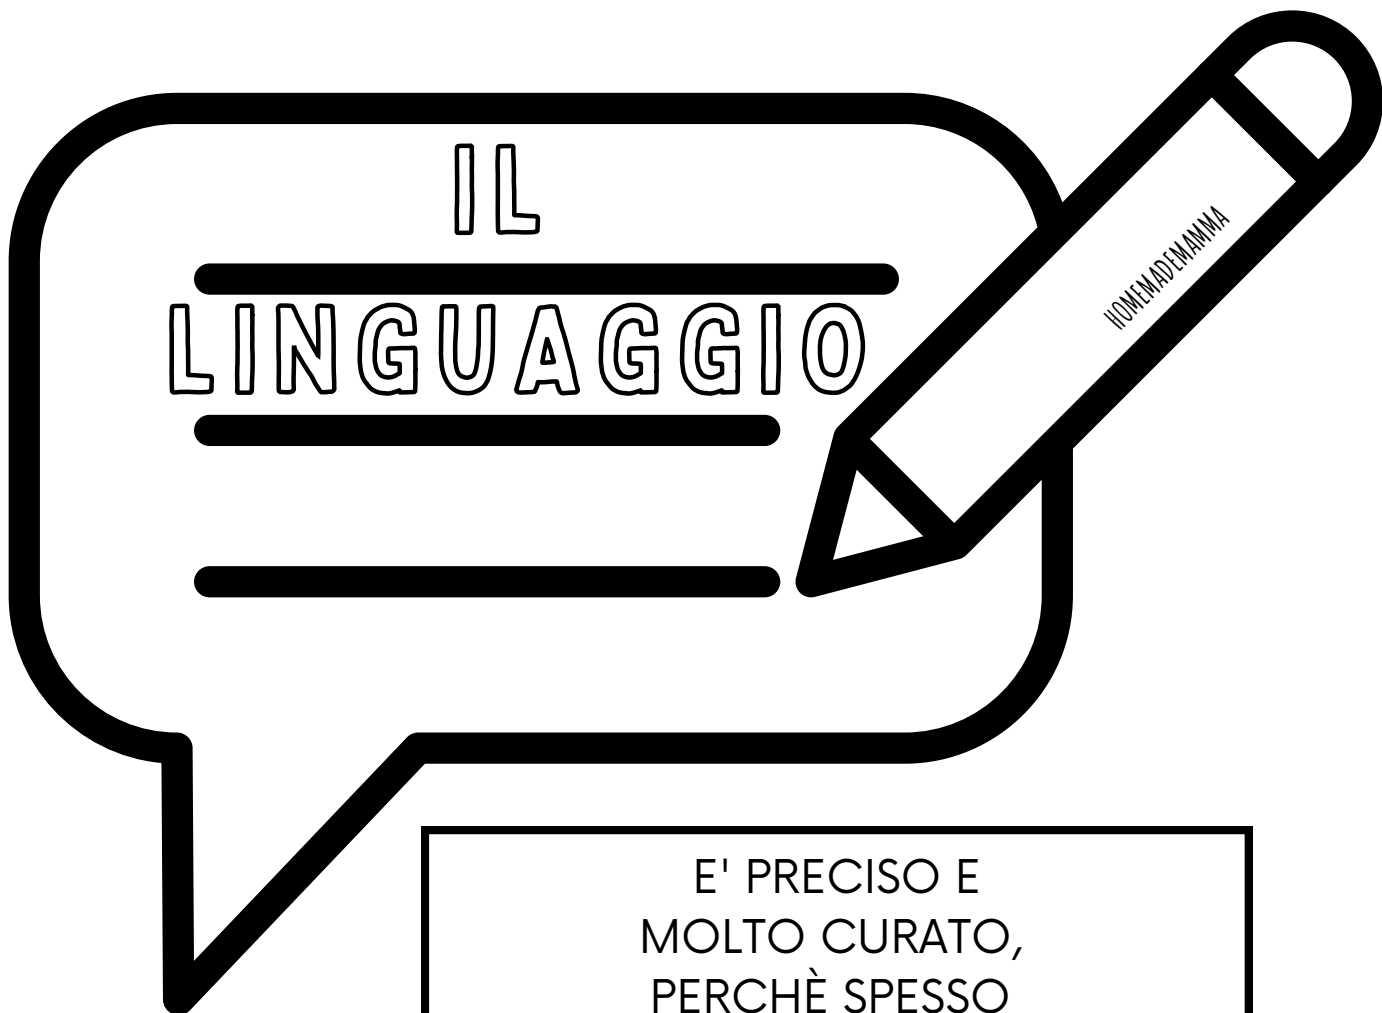 IL
LINGUAGGIO
HOMEMADEMAMMA
E' PRECISO E
MOLTO CURATO,
PERCHÈ SPESSO